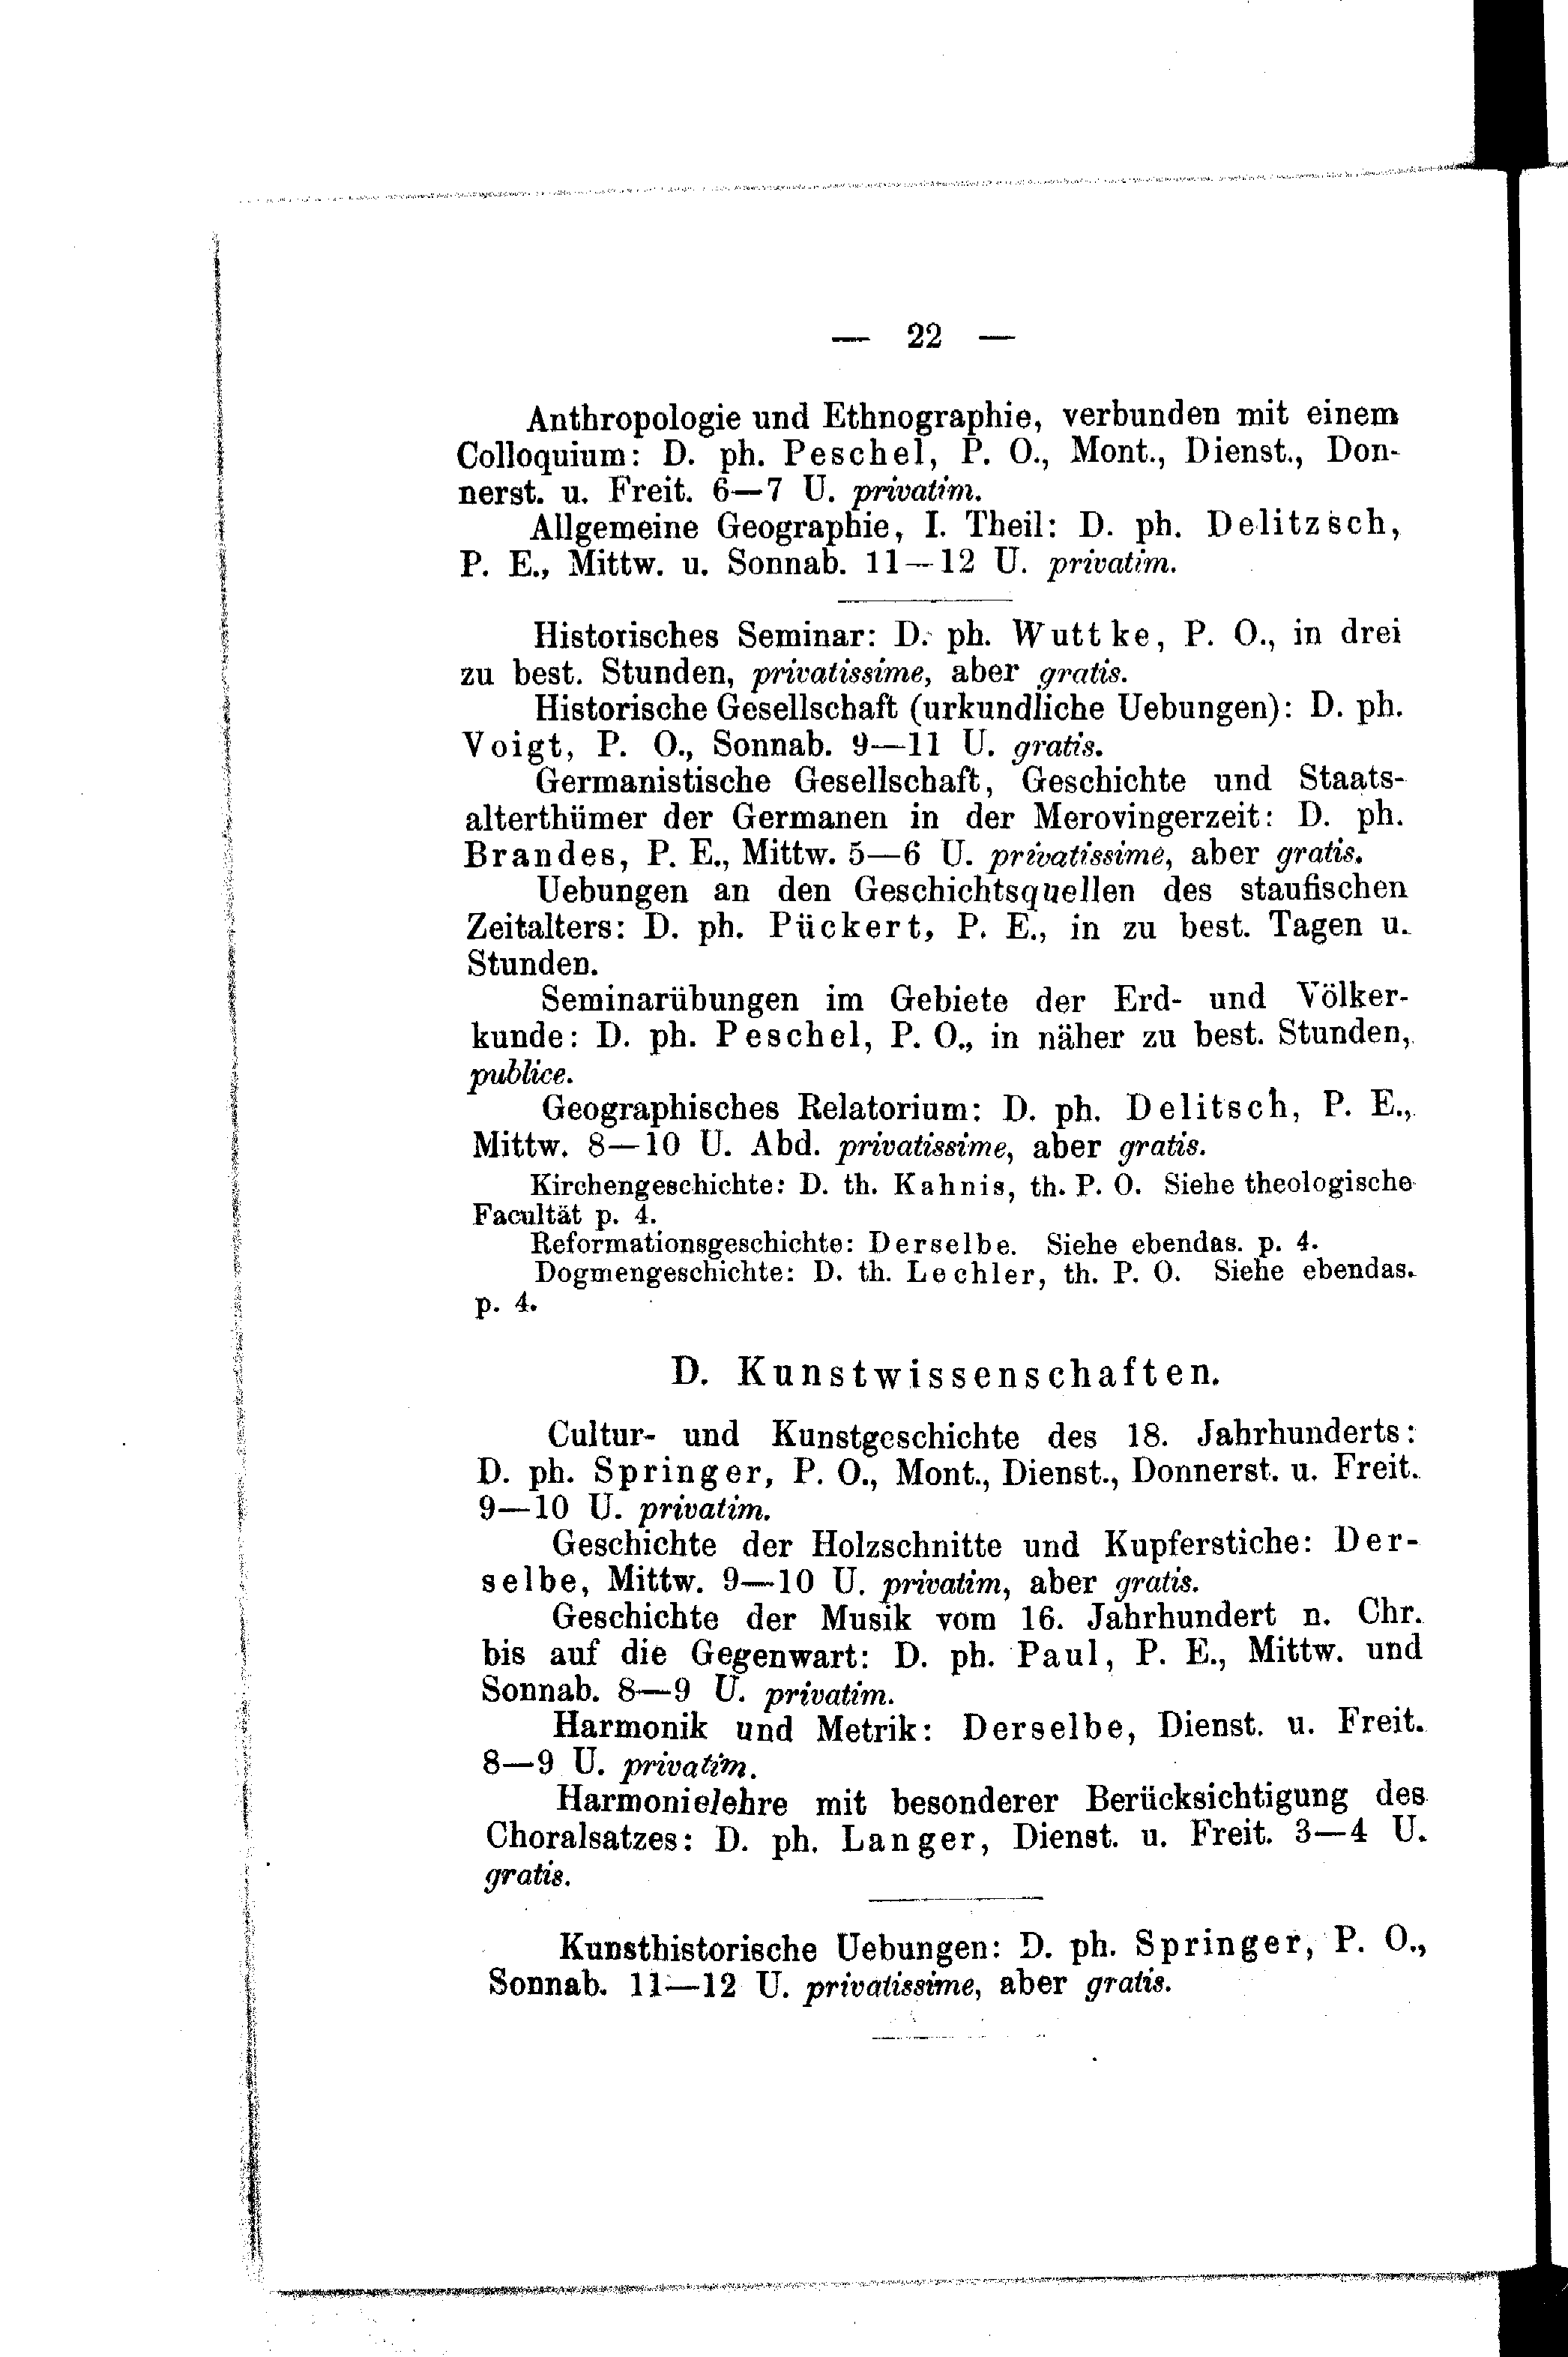 — 22 —
Anthropologie und Ethnographie, verbunden mit einem
Colloquium: D. ph. Peschel, P. O., Mont., Dienst., Don-
nerst. u. Freit. 6—7 U. privatim.
Allgemeine Geographie, I. Theil: D. ph. Delitzsch,
P. E., Mittw. u. Sonnab. 11—12 U. privatim.
Historisches Seminar: D. ph. Wuttke, P. O., in drei
zu best. Stunden, privatissime, aber gratis.
Historische Gesellschaft (urkundliche Uebungen): D. ph.
Voigt, P. O., Sonnab. 9—11 U. gratis.
Germanistische Gesellschaft, Geschichte und Staats-
alterthümer der Germanen in der Merovingerzeit: D. ph.
Brandes, P. E., Mittw. 5—6 U. privatissime, aber gratis.
Uebungen an den Geschichtsquellen des staufischen
Zeitalters: D. ph. Pückert, P. E., in zu best. Tagen u.
Stunden.
Seminarübungen im Gebiete der Erd- und Völker-
kunde: D. ph. Peschel, P. O., in näher zu best. Stunden,
publice.
Geographisches Relatorium: D. ph. Delitsch, P. E.,
Mittw. 8—10 U. Abd. privatissime, aber gratis.
Kirchengeschichte: D. th. Kahnis, th. P. O. Siehe theologische
Facultät p. 4.
Reformationsgeschichte: Derselbe. Siehe ebendas. p. 4.
Dogmengeschichte: D. th. Lechler, th. P. O. Siehe ebendas.
p. 4.
D. Kunstwissenschaften.
Cultur- und Kunstgeschichte des 18. Jahrhunderts:
D. ph. Springer, P. O., Mont., Dienst., Donnerst. u. Freit.
9—10 U. privatim.
Geschichte der Holzschnitte und Kupferstiche: Der-
selbe, Mittw. 9—10 U. privatim, aber gratis.
Geschichte der Musik vom 16. Jahrhundert n. Chr.
bis auf die Gegenwart: D. ph. Paul, P. E., Mittw. und
Sonnab. 8—9 U. privatim.
Harmonik und Metrik: Derselbe, Dienst. u. Freit.
8—9 U. privatim.
Harmonielehre mit besonderer Berücksichtigung des
Choralsatzes: D. ph. Langer, Dienst. u. Freit. 3—4 U.
gratis.
Kunsthistorische Uebungen: D. ph. Springer, P. O.,
Sonnab. 11—12 U. privatissime, aber gratis.